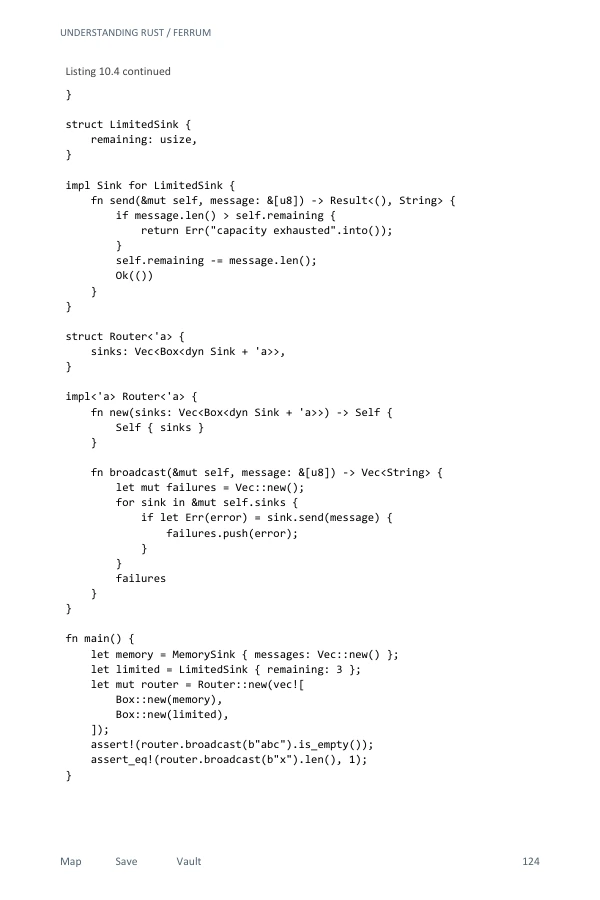 UNDERSTANDING RUST / FERRUM
Listing 10.4 continued
}
struct LimitedSink {
    remaining: usize,
}
impl Sink for LimitedSink {
    fn send(&mut self, message: &[u8]) -> Result<(), String> {
        if message.len() > self.remaining {
            return Err("capacity exhausted".into());
        }
        self.remaining -= message.len();
        Ok(())
    }
}
struct Router<'a> {
    sinks: Vec<Box<dyn Sink + 'a>>,
}
impl<'a> Router<'a> {
    fn new(sinks: Vec<Box<dyn Sink + 'a>>) -> Self {
        Self { sinks }
    }
    fn broadcast(&mut self, message: &[u8]) -> Vec<String> {
        let mut failures = Vec::new();
        for sink in &mut self.sinks {
            if let Err(error) = sink.send(message) {
                failures.push(error);
            }
        }
        failures
    }
}
fn main() {
    let memory = MemorySink { messages: Vec::new() };
    let limited = LimitedSink { remaining: 3 };
    let mut router = Router::new(vec![
        Box::new(memory),
        Box::new(limited),
    ]);
    assert!(router.broadcast(b"abc").is_empty());
    assert_eq!(router.broadcast(b"x").len(), 1);
}
Map Save Vault 124